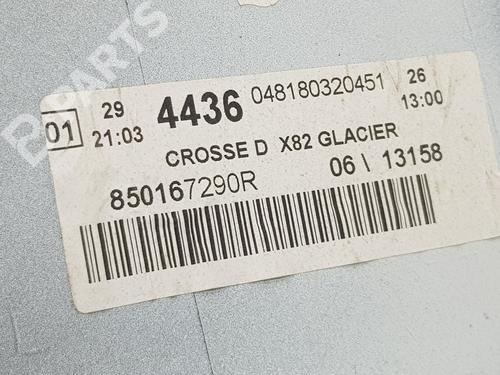 B-PARTS
01 29 21:03 4436 048180320451 26 13:00
CROSSE D X82 GLACIER
850167290R 06 \ 13158